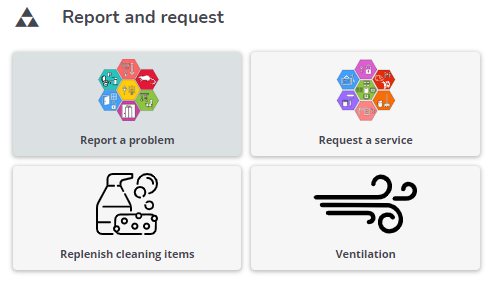 Report and request
Report a problem
Request a service
Replenish cleaning items
Ventilation